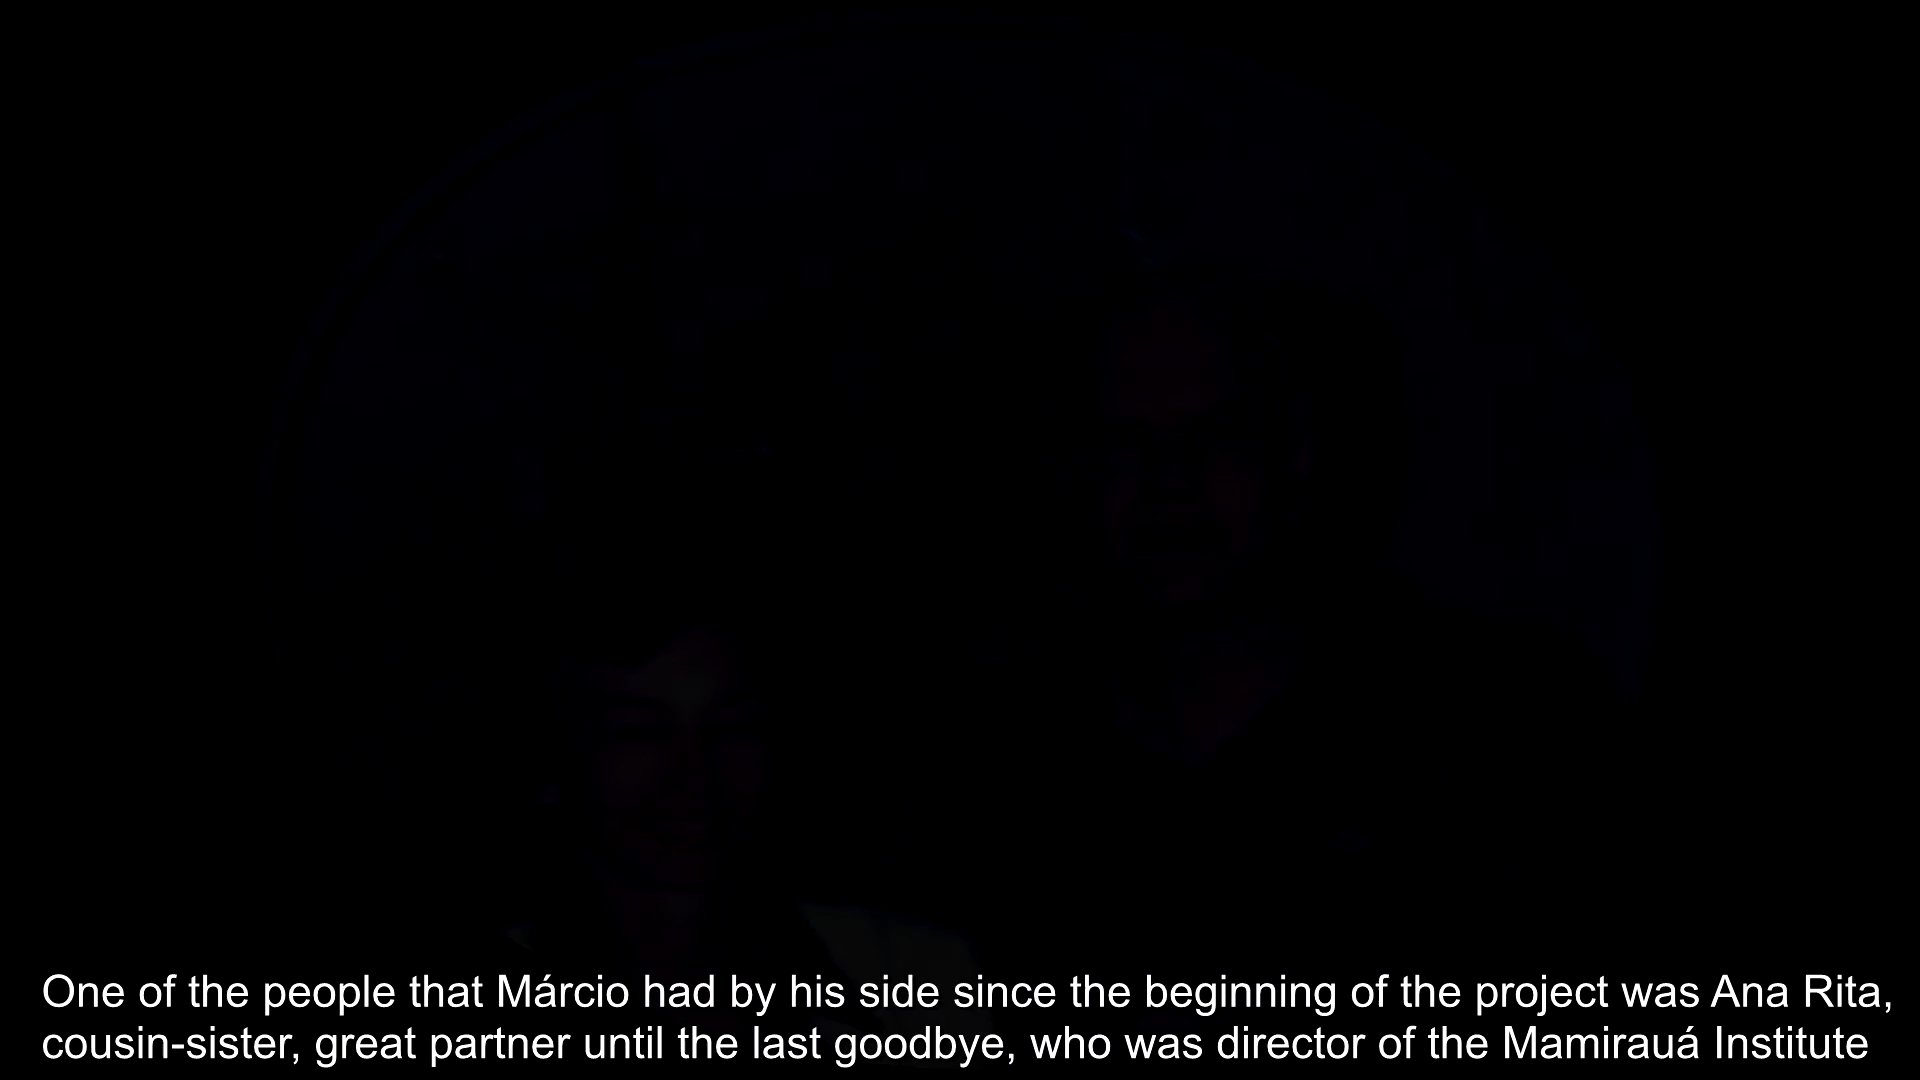 One of the people that Márcio had by his side since the beginning of the project was Ana Rita,
cousin-sister, great partner until the last goodbye, who was director of the Mamirauá Institute